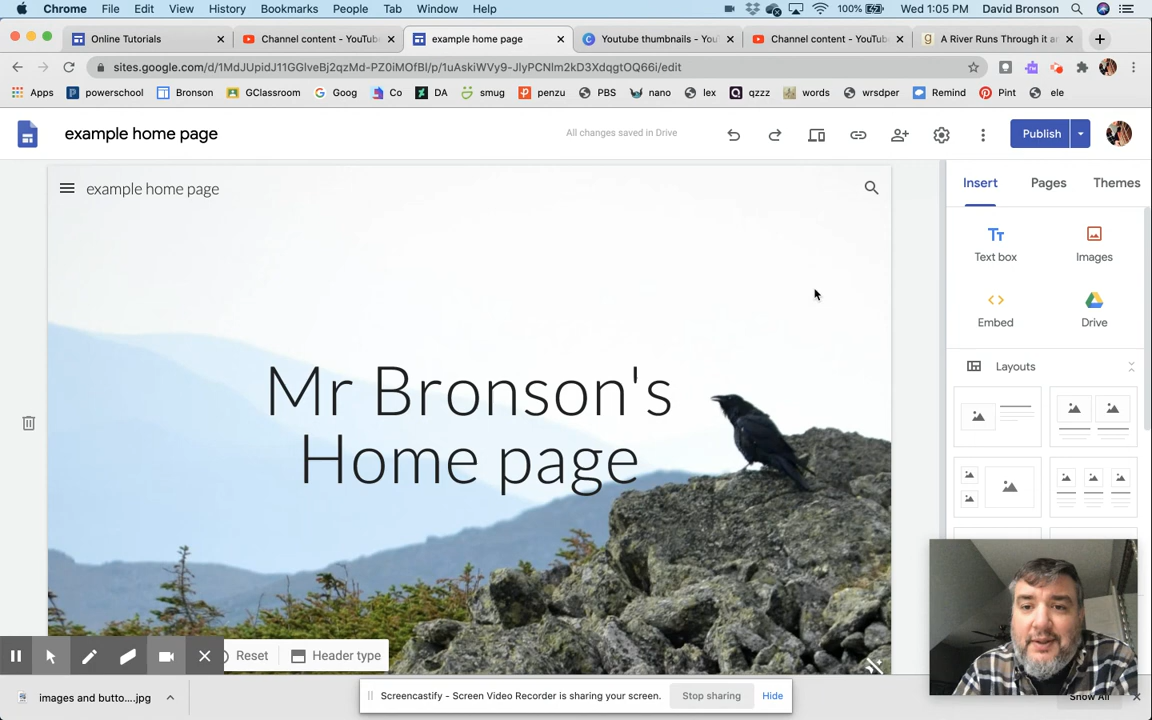 Chrome File Edit View History Bookmarks People Tab Window Help 100% Wed 1:05 PM David Bronson
Online Tutorials Channel content - YouTub example home page Youtube thumbnails - You Channel content - YouTub A River Runs Through it a
sites.google.com/d/1MdJUpidJ11GGlveBj2qzMd-PZ0iMOfBl/p/1uAskiWVy9-JlyPCNlm2kD3XdqgtOQ66i/edit
Apps powerschool Bronson GClassroom Goog Co DA smug penzu PBS nano lex qzzz words wrsdper Remind Pint ele
example home page All changes saved in Drive Publish
example home page
Insert Pages Themes
Text box Images
Embed Drive
Layouts
Mr Bronson's
Home page
Reset Header type
images and butto....jpg
Screencastify - Screen Video Recorder is sharing your screen. Stop sharing Hide
Show All